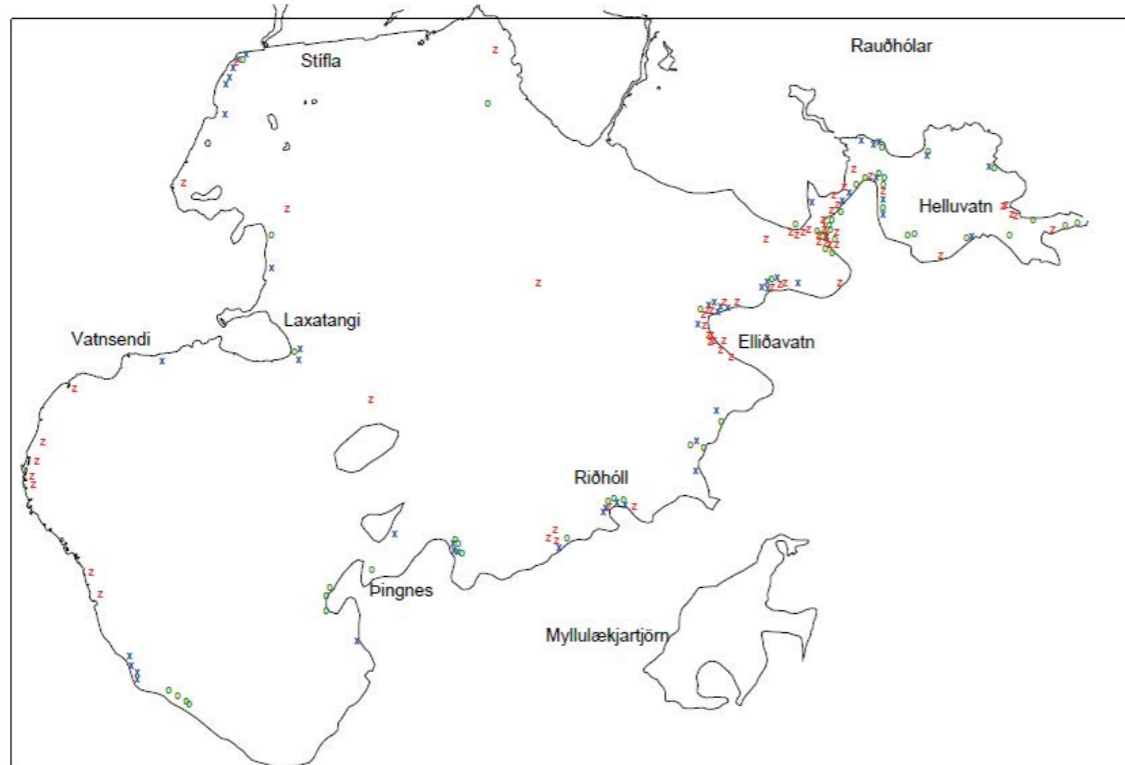 Rauðhólar
Stífla
Helluvatn
Laxatangi
Vatnsendi
Elliðavatn
Riðhóll
Þingnes
Myllulækjartjörn